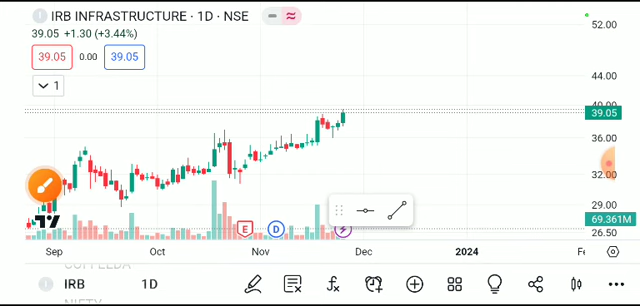 IRB INFRASTRUCTURE · 1D · NSE
39.05 +1.30 (+3.44%)
39.05 0.00 39.05
1
52.00
44.00
40.00
39.05
36.00
32.00
29.00
69.361M
26.50
E D
Sep Oct Nov Dec 2024
IRB 1D
NIFTY